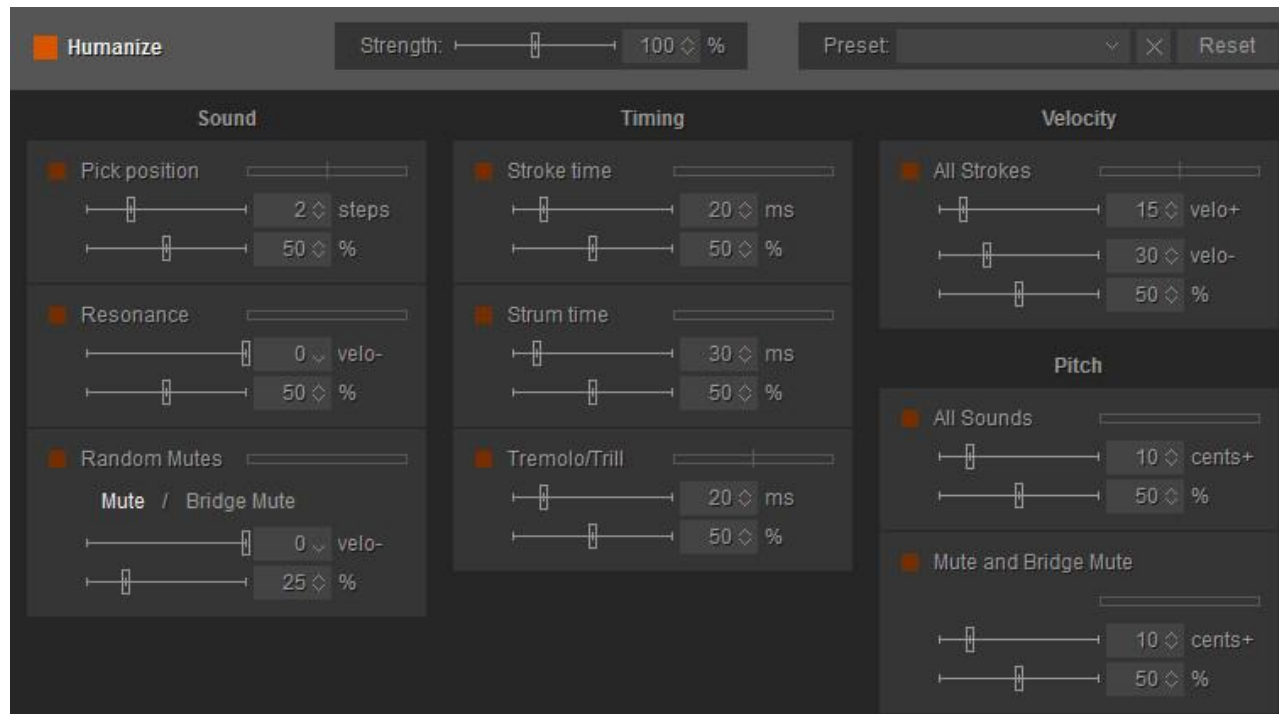 Humanize
Strength: 100 %
Preset: Reset
Sound
Pick position
2 steps
50 %
Resonance
0 velo-
50 %
Random Mutes
Mute / Bridge Mute
0 velo-
25 %
Timing
Stroke time
20 ms
50 %
Strum time
30 ms
50 %
Tremolo/Trill
20 ms
50 %
Velocity
All Strokes
15 velo+
30 velo-
50 %
Pitch
All Sounds
10 cents+
50 %
Mute and Bridge Mute
10 cents+
50 %